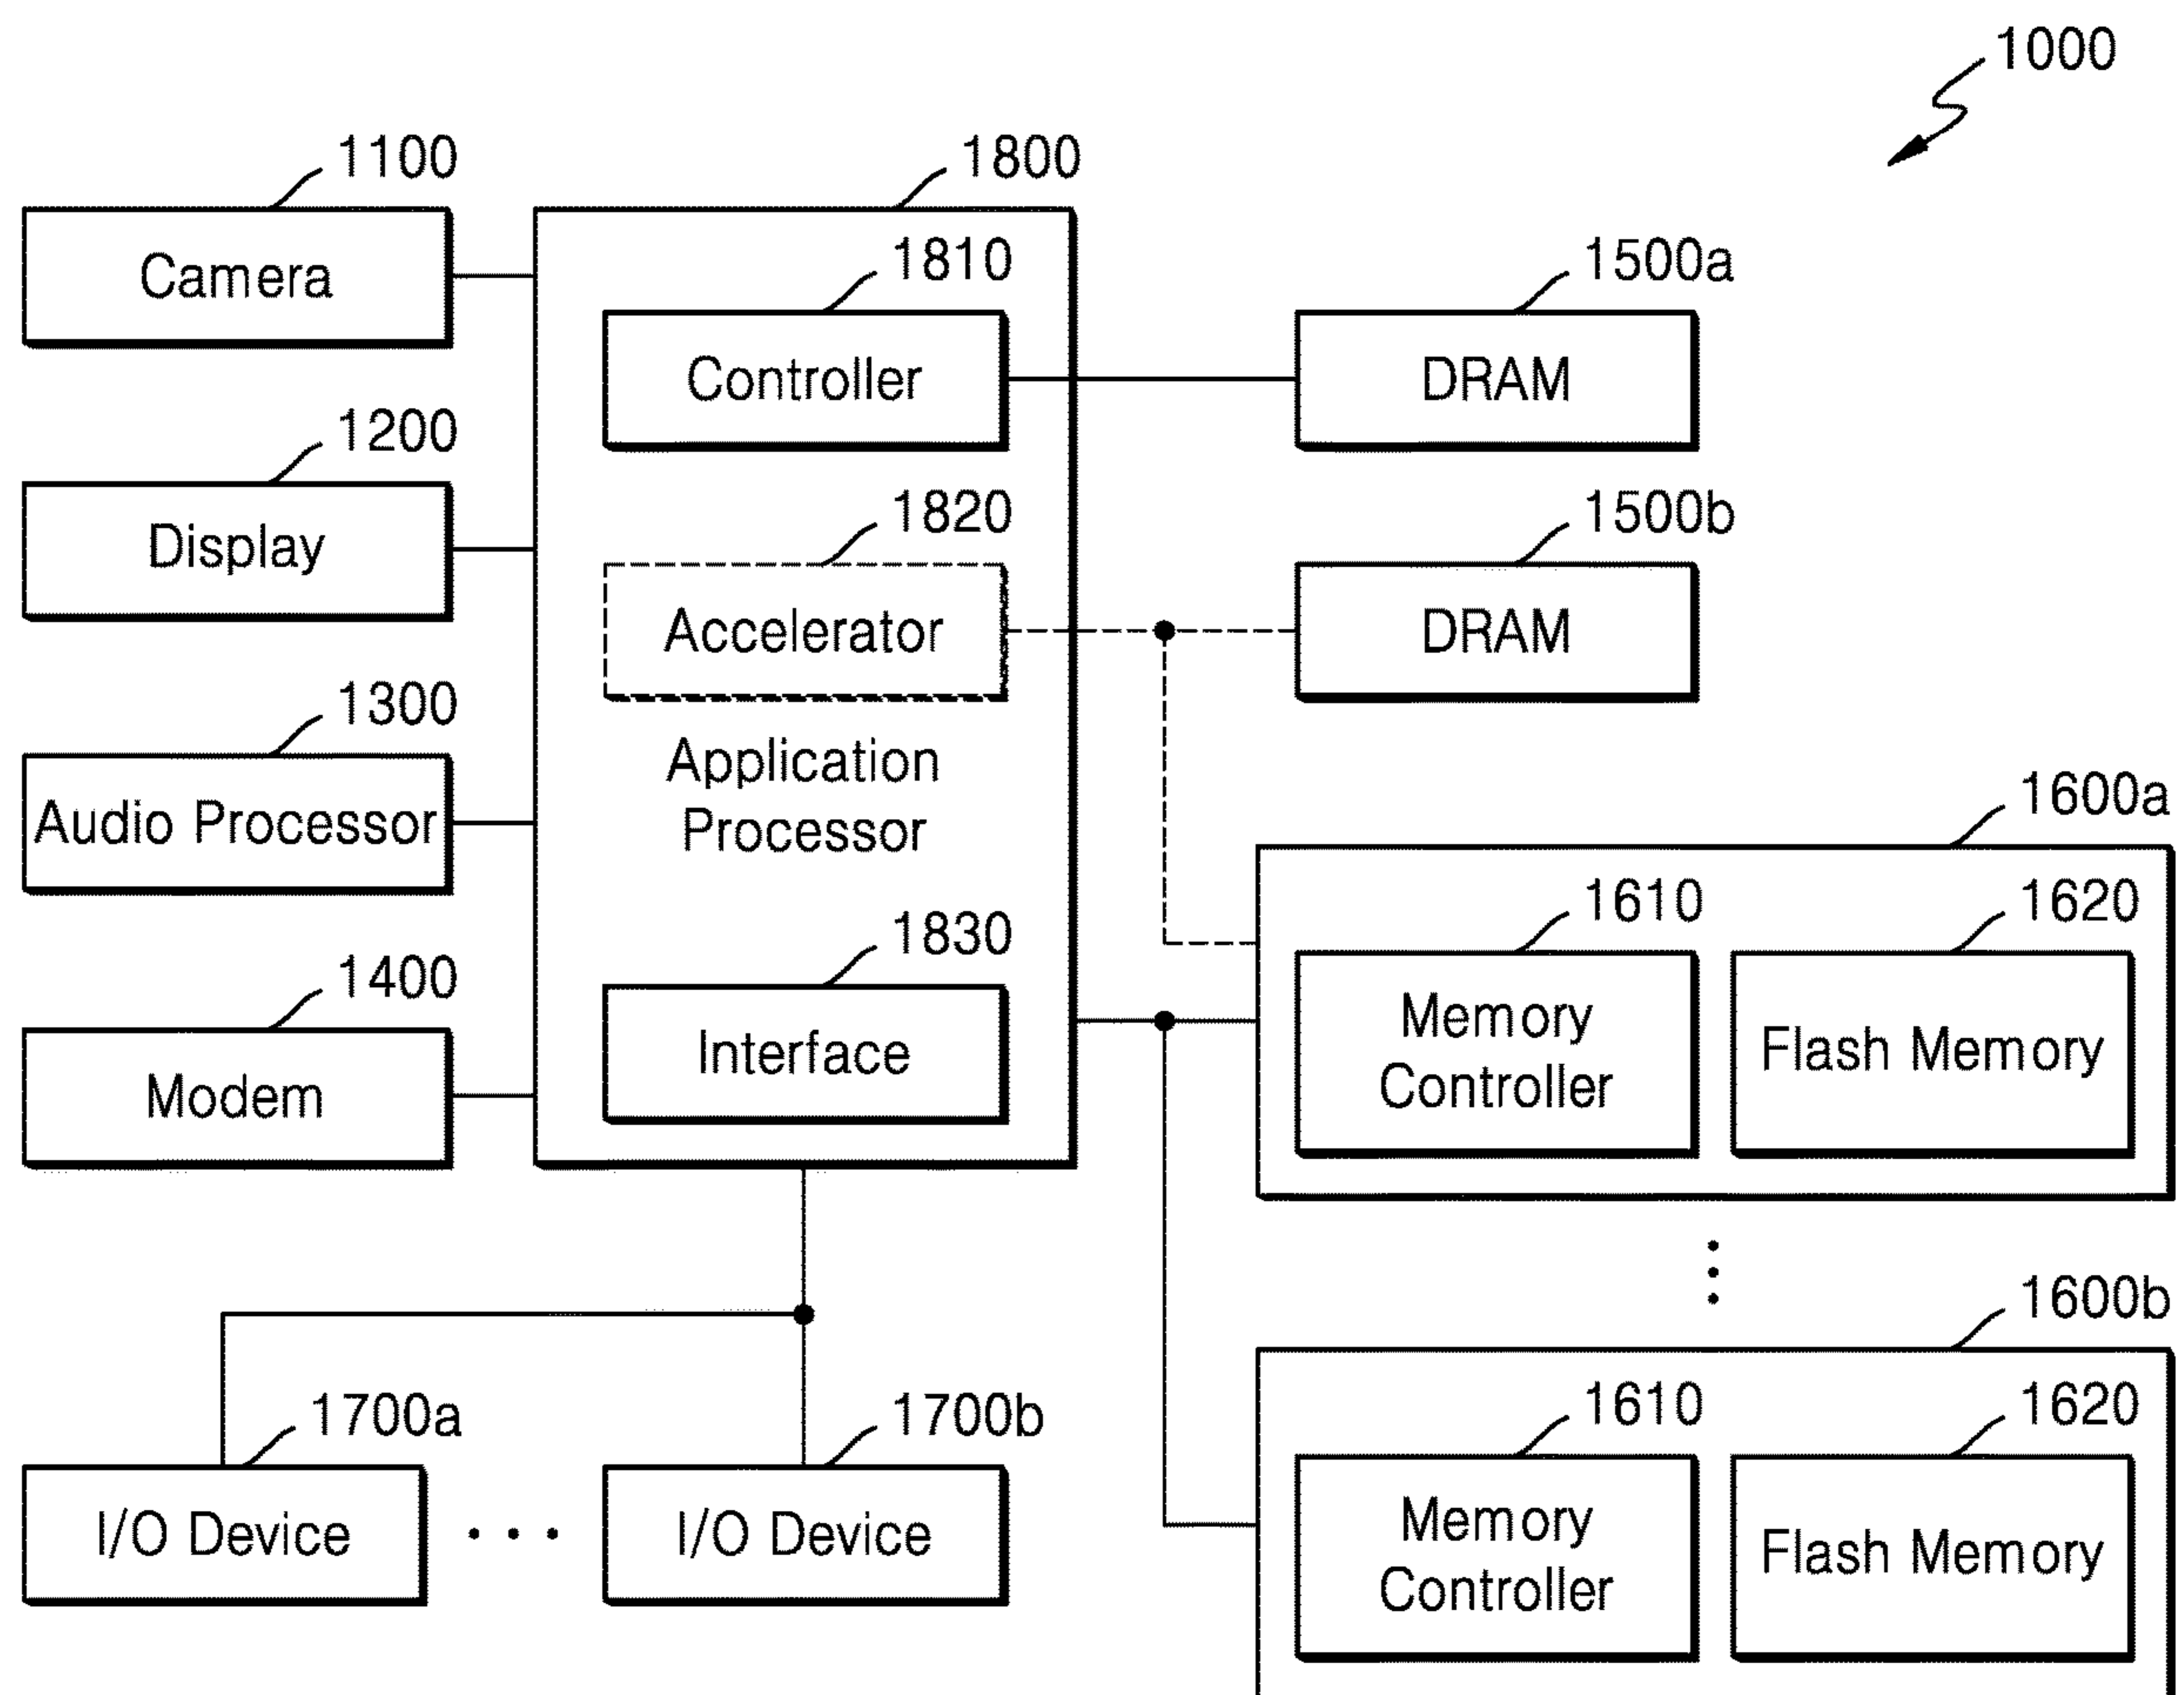 1000
1100
Camera
1200
Display
1300
Audio Processor
1400
Modem
1800
1810
Controller
1820
Accelerator
Application
Processor
1830
Interface
1500a
DRAM
1500b
DRAM
1600a
1610
Memory
Controller
1620
Flash Memory
1600b
1610
Memory
Controller
1620
Flash Memory
1700a
I/O Device
1700b
I/O Device